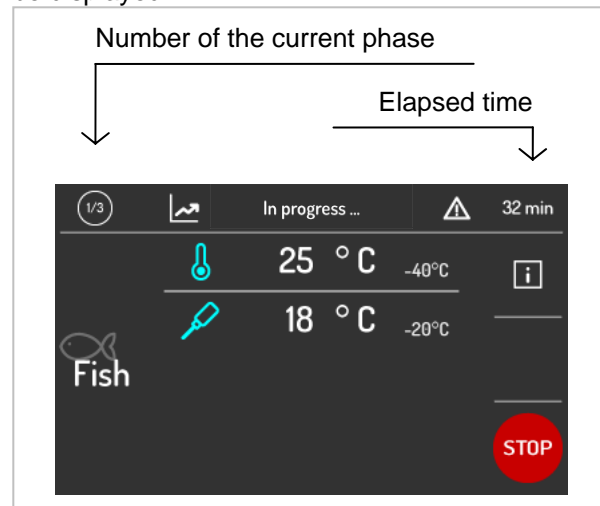 Number of the current phase
Elapsed time
1/3
In progress ...
32 min
25 °C -40°C
i
18 °C -20°C
Fish
STOP